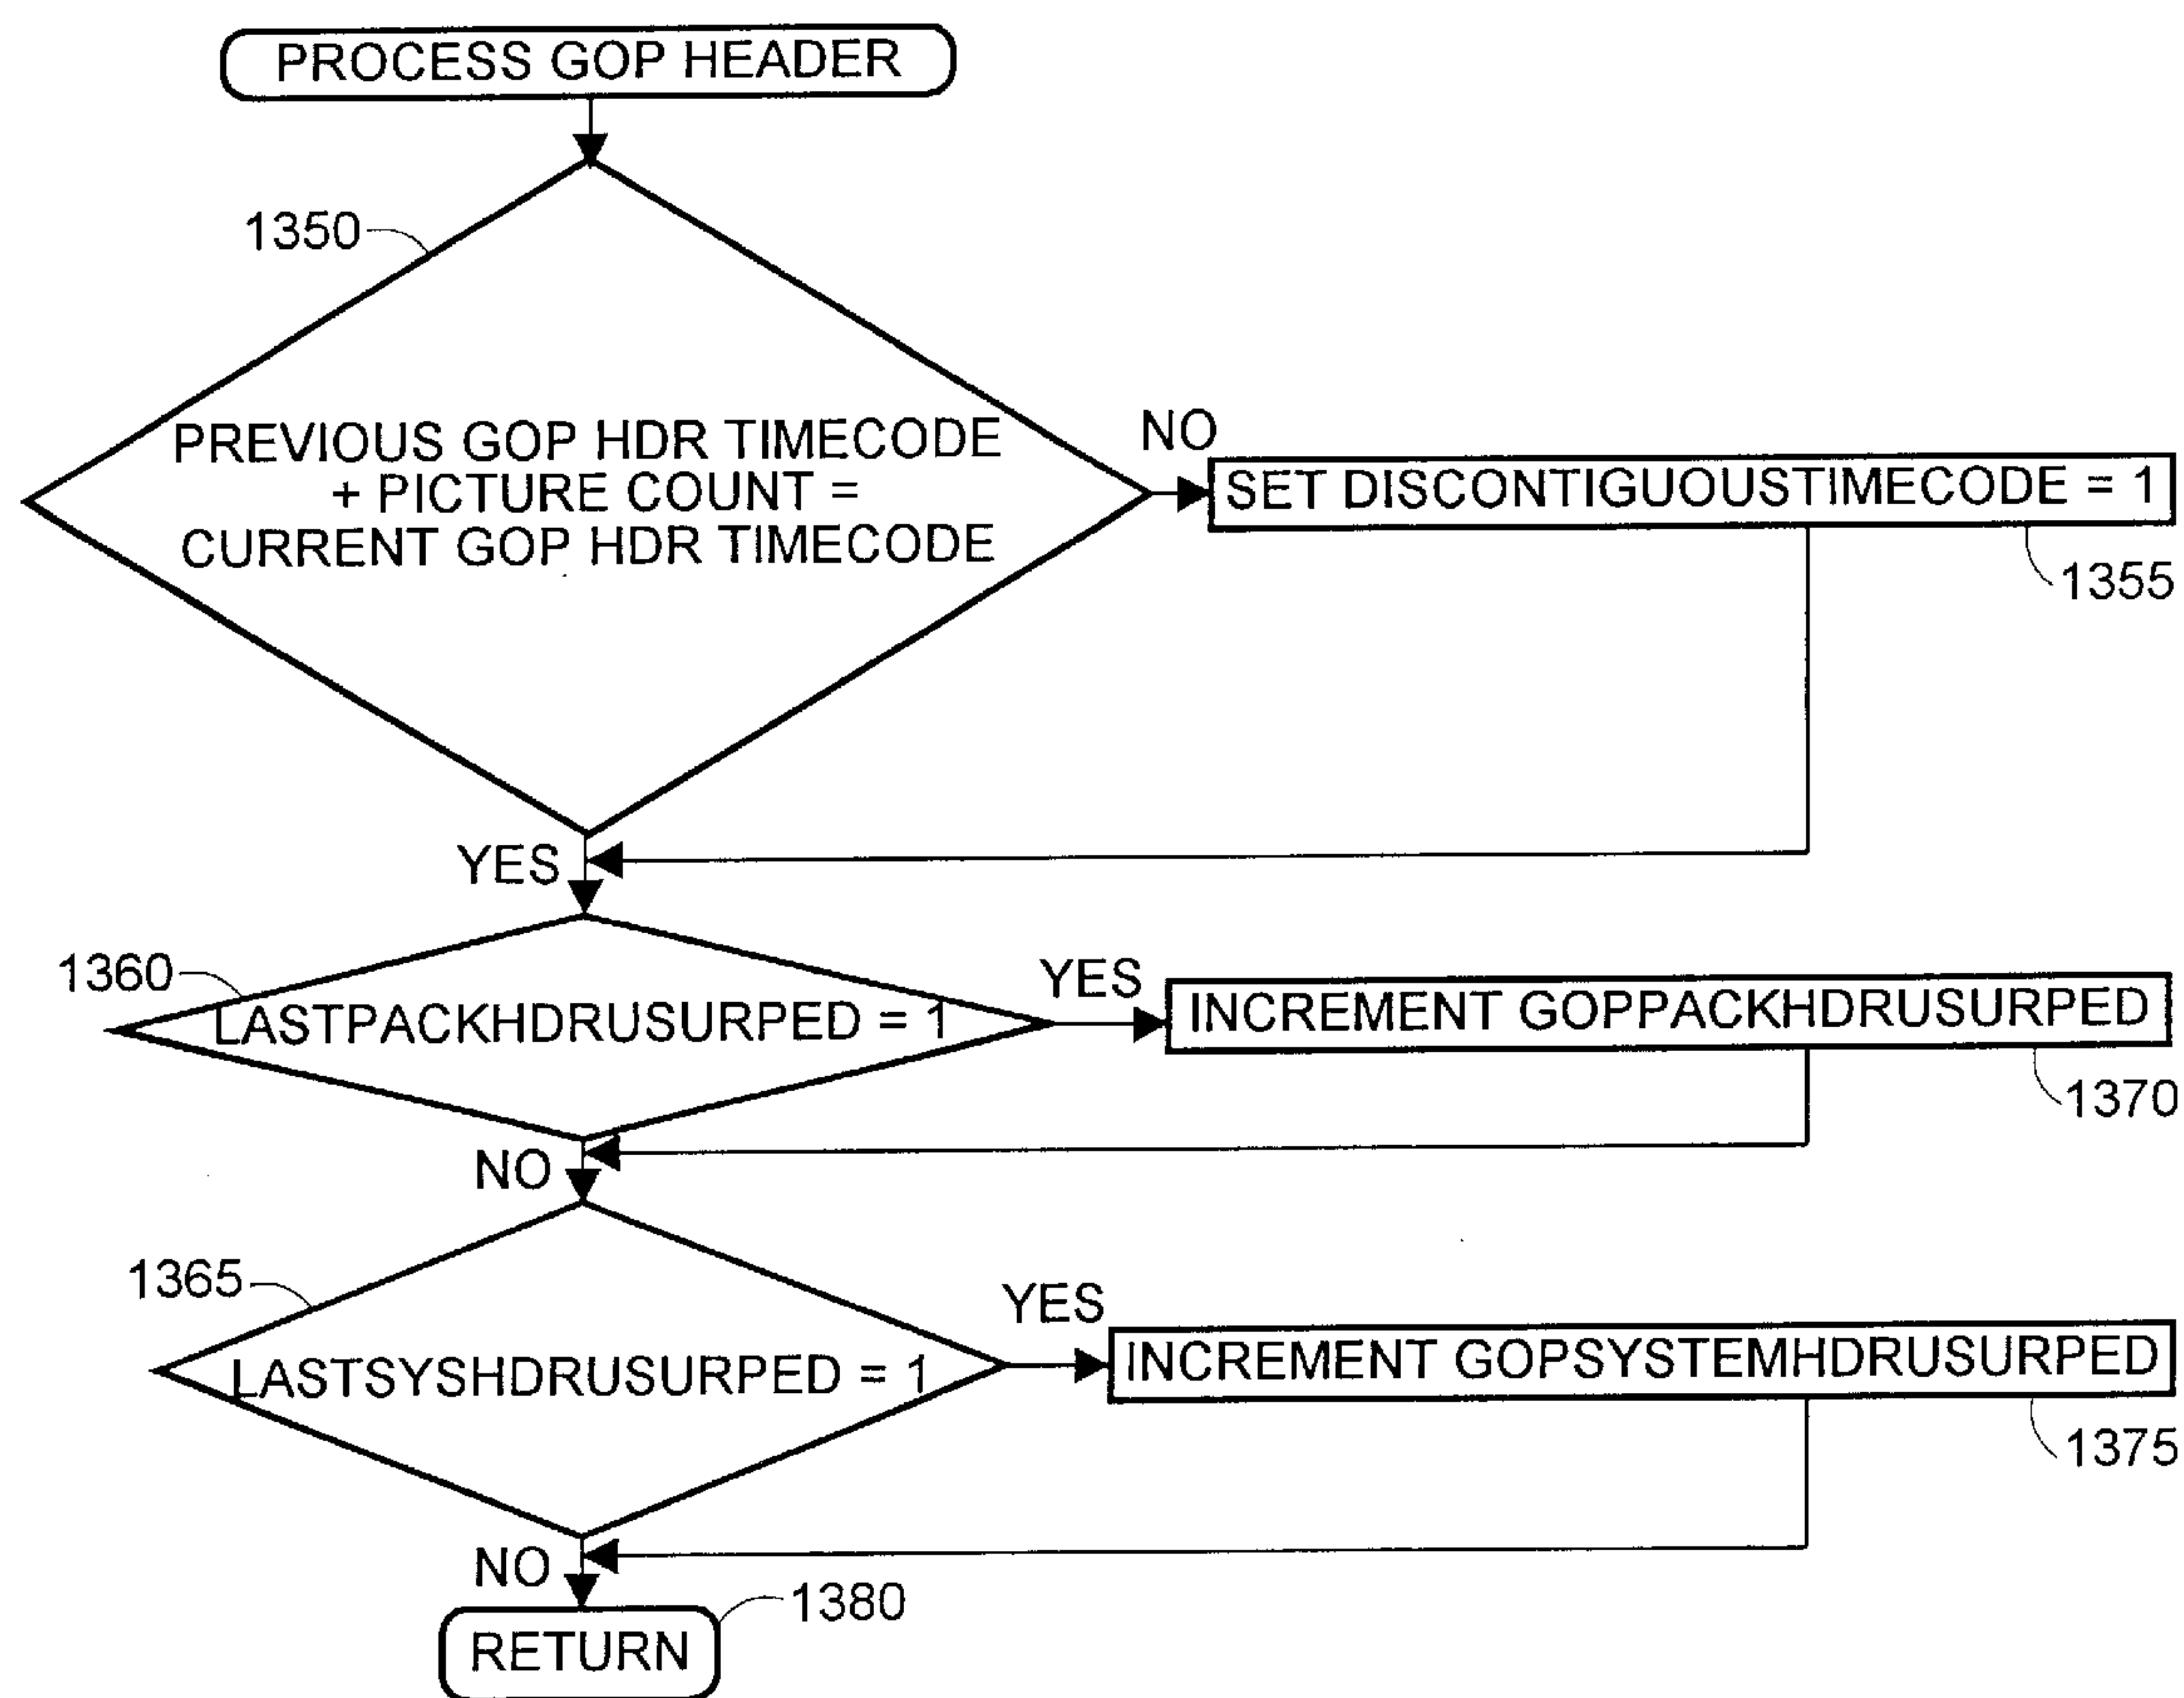 PROCESS GOP HEADER
1350
PREVIOUS GOP HDR TIMECODE
+ PICTURE COUNT =
CURRENT GOP HDR TIMECODE
NO
SET DISCONTIGUOUSTIMECODE = 1
1355
YES
1360
LASTPACKHDRUSURPED = 1
YES
INCREMENT GOPPACKHDRUSURPED
1370
NO
1365
LASTSYSHDRUSURPED = 1
YES
INCREMENT GOPSYSTEMHDRUSURPED
1375
NO
1380
RETURN